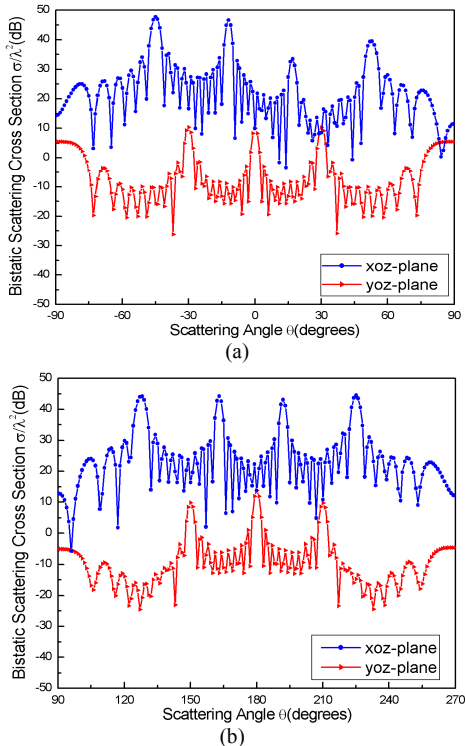 Bistatic Scattering Cross Section σ/λ²(dB)
50
40
30
20
10
0
-10
-20
-30
-40
-50
xoz-plane
yoz-plane
-90 -60 -30 0 30 60 90
Scattering Angle θ(degrees)
(a)
Bistatic Scattering Cross Section σ/λ²(dB)
50
40
30
20
10
0
-10
-20
-30
-40
-50
xoz-plane
yoz-plane
90 120 150 180 210 240 270
Scattering Angle θ(degrees)
(b)